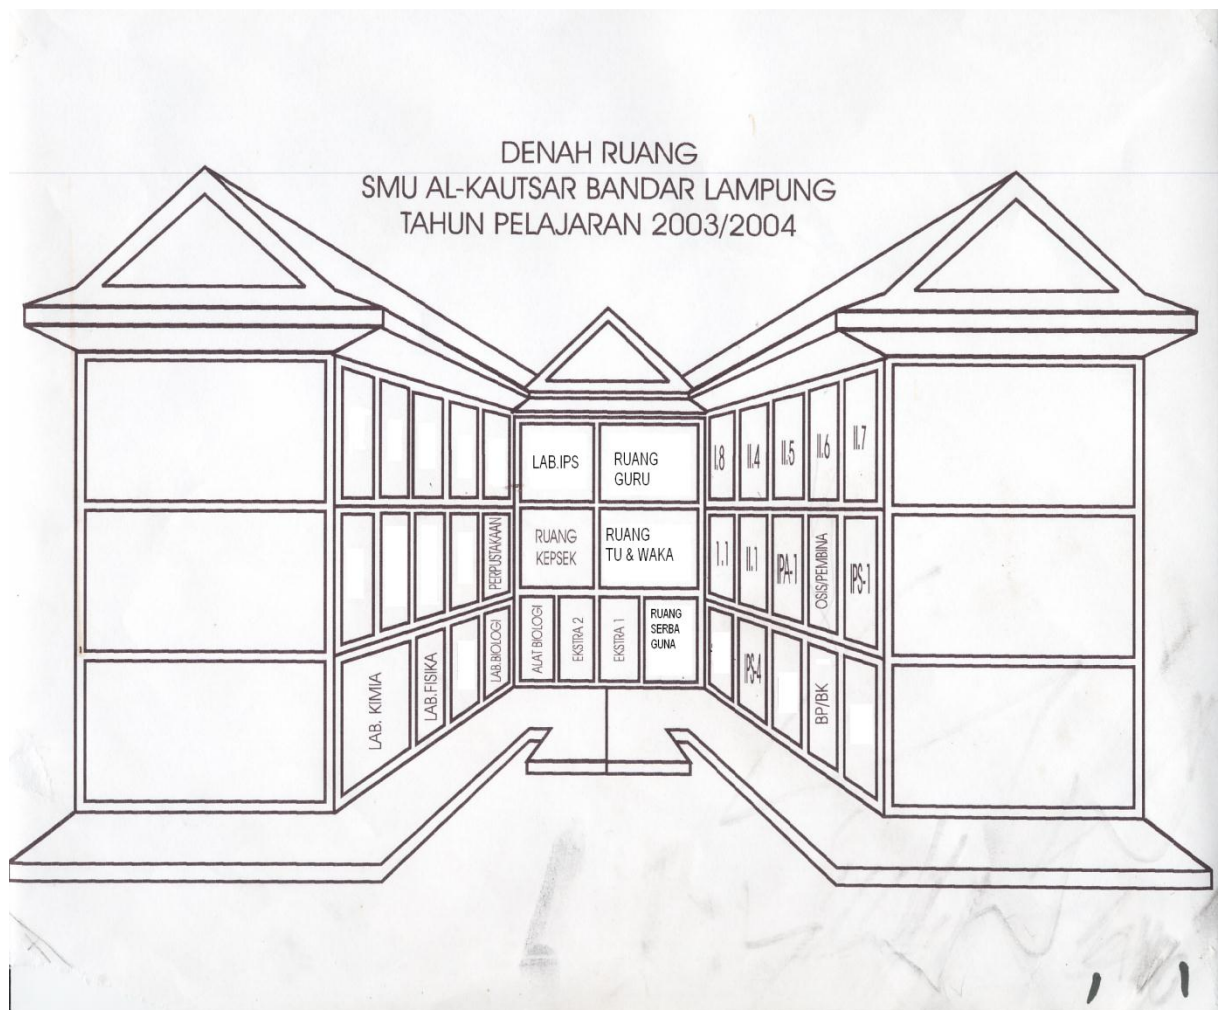 DENAH RUANG
SMU AL-KAUTSAR BANDAR LAMPUNG
TAHUN PELAJARAN 2003/2004
LAB.IPS
RUANG
GURU
I.8
II.4
II.5
II.6
II.7
PERPUSTAKAAN
RUANG
KEPSEK
RUANG
TU & WAKA
1.1
II.1
IPA-1
OSIS/PEMBINA
IPS-1
LAB. KIMIA
LAB.FISIKA
LAB.BIOLOGI
ALAT BIOLOGI
EKSTRA 2
EKSTRA 1
RUANG
SERBA
GUNA
IPS-4
BP/BK